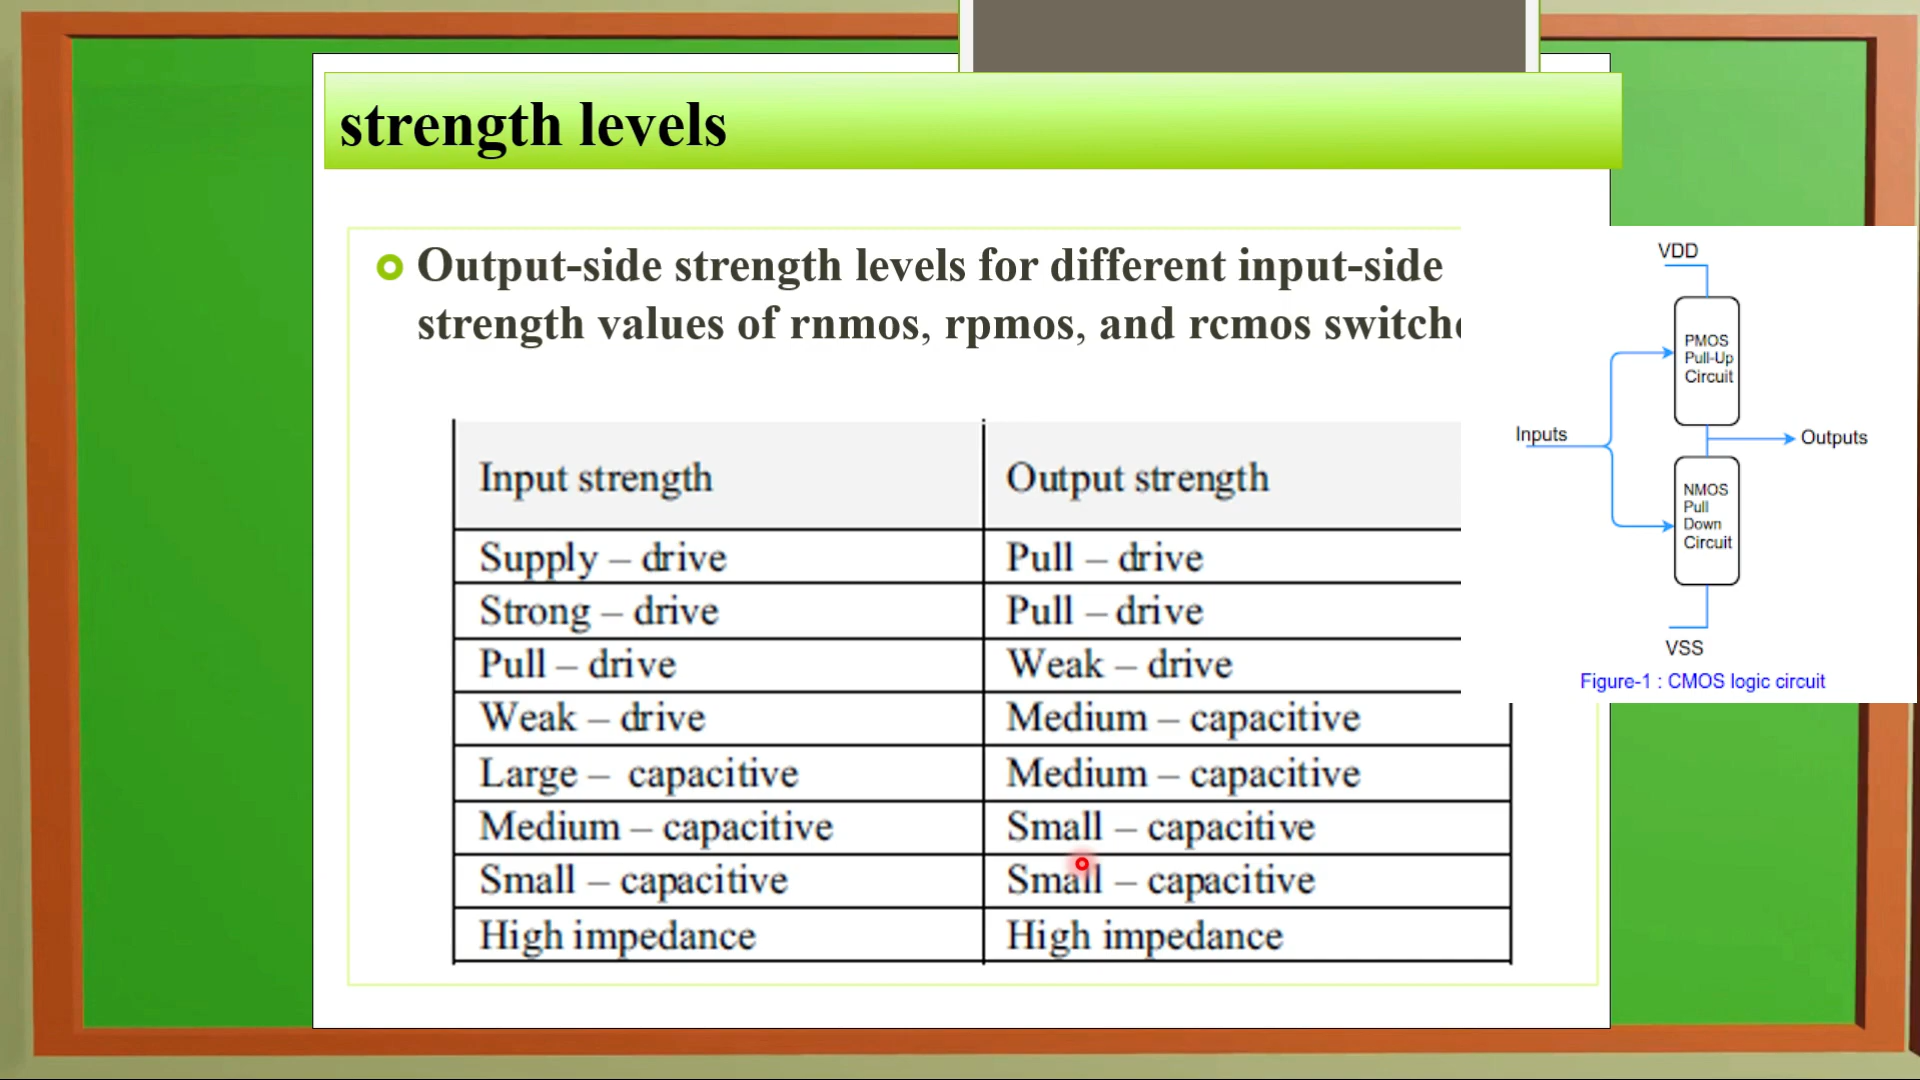 strength levels
Output-side strength levels for different input-side
strength values of rnmos, rpmos, and rcmos
Input strength Output strength
Supply – drive Pull – drive
Strong – drive Pull – drive
Pull – drive Weak – drive
Weak – drive Medium – capacitive
Large – capacitive Medium – capacitive
Medium – capacitive Small – capacitive
Small – capacitive Small – capacitive
High impedance High impedance
VDD
PMOS
Pull-Up
Circuit
Inputs
Outputs
NMOS
Pull
Down
Circuit
VSS
Figure-1 : CMOS logic circuit